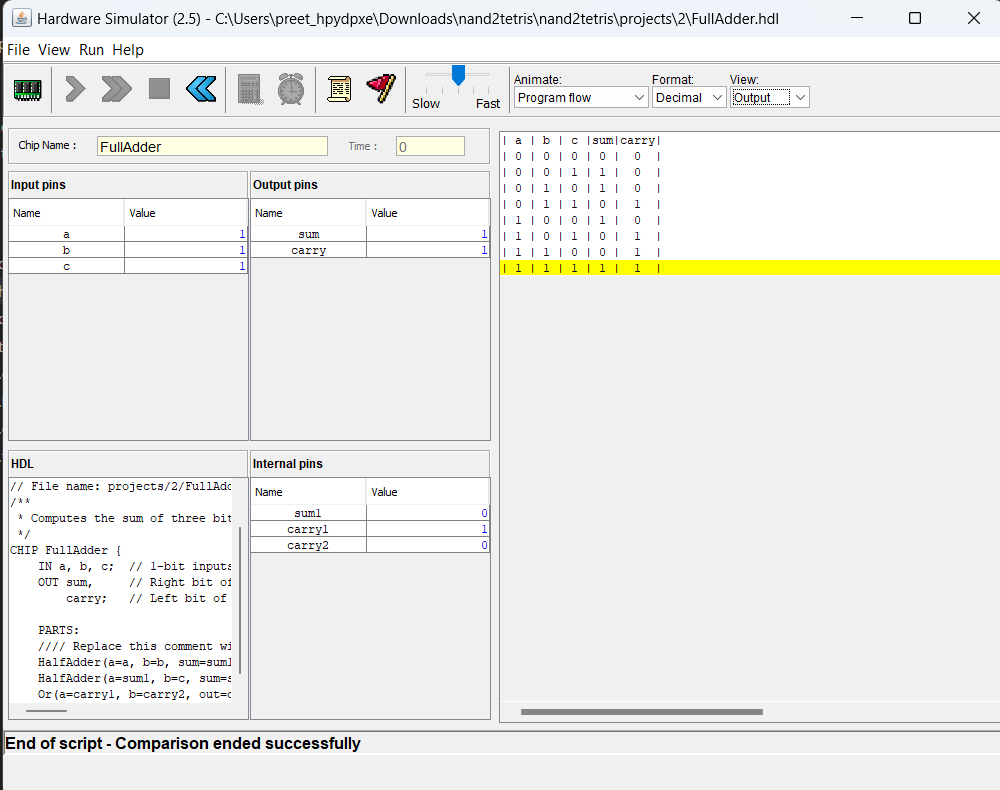 Hardware Simulator (2.5) - C:\Users\preet_hpydpxe\Downloads\nand2tetris\nand2tetris\projects\2\FullAdder.hdl
File View Run Help
Slow Fast
Animate: Format: View:
Program flow Decimal Output
Chip Name : FullAdder Time : 0
Input pins
Name Value
a 1
b 1
c 1
Output pins
Name Value
sum 1
carry 1
| a | b | c |sum|carry|
| 0 | 0 | 0 | 0 | 0 |
| 0 | 0 | 1 | 1 | 0 |
| 0 | 1 | 0 | 1 | 0 |
| 0 | 1 | 1 | 0 | 1 |
| 1 | 0 | 0 | 1 | 0 |
| 1 | 0 | 1 | 0 | 1 |
| 1 | 1 | 0 | 0 | 1 |
| 1 | 1 | 1 | 1 | 1 |
HDL
// File name: projects/2/FullAdd
/**
* Computes the sum of three bit
*/
CHIP FullAdder {
IN a, b, c; // 1-bit inputs
OUT sum, // Right bit of
carry; // Left bit of
PARTS:
//// Replace this comment wi
HalfAdder(a=a, b=b, sum=sum1
HalfAdder(a=sum1, b=c, sum=s
Or(a=carry1, b=carry2, out=c
Internal pins
Name Value
sum1 0
carry1 1
carry2 0
End of script - Comparison ended successfully